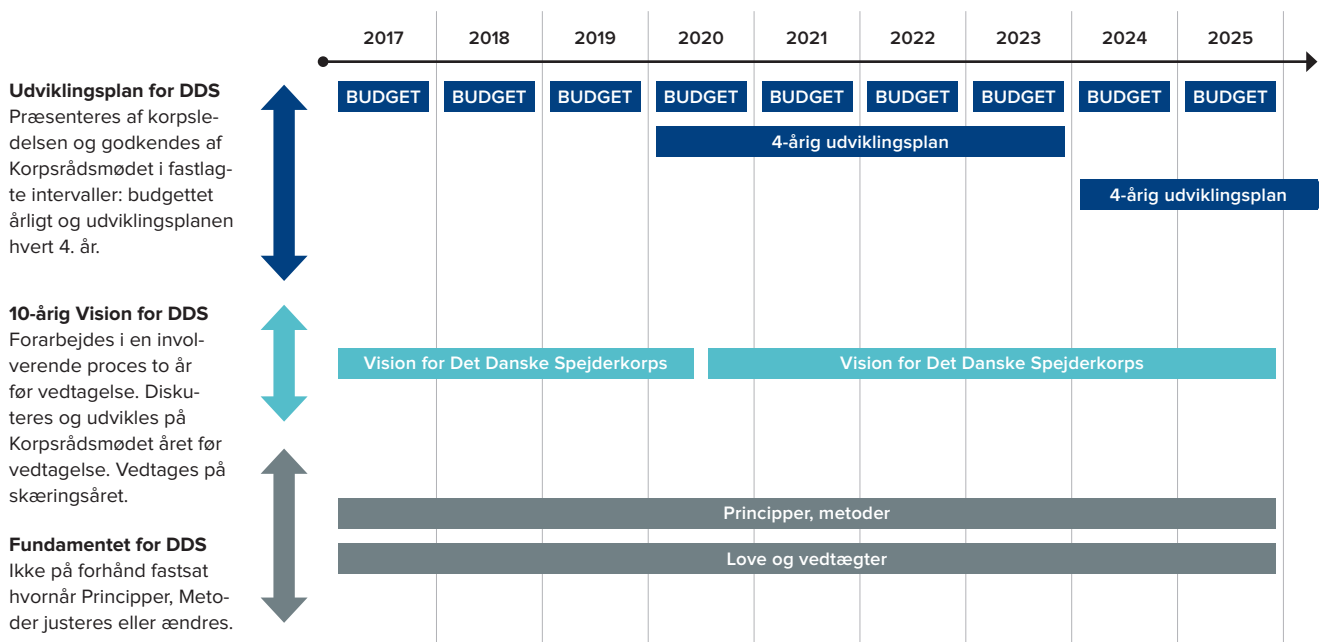 2017 2018 2019 2020 2021 2022 2023 2024 2025
Udviklingsplan for DDS
Præsenteres af korpsle-
delsen og godkendes af
Korpsrådsmødet i fastlag-
te intervaller: budgettet
årligt og udviklingsplanen
hvert 4. år.
BUDGET BUDGET BUDGET BUDGET BUDGET BUDGET BUDGET BUDGET BUDGET
4-årig udviklingsplan
4-årig udviklingsplan
10-årig Vision for DDS
Forarbejdes i en invol-
verende proces to år
før vedtagelse. Disku-
teres og udvikles på
Korpsrådsmødet året før
vedtagelse. Vedtages på
skæringsåret.
Vision for Det Danske Spejderkorps Vision for Det Danske Spejderkorps
Fundamentet for DDS
Ikke på forhånd fastsat
hvornår Principper, Meto-
der justeres eller ændres.
Principper, metoder
Love og vedtægter